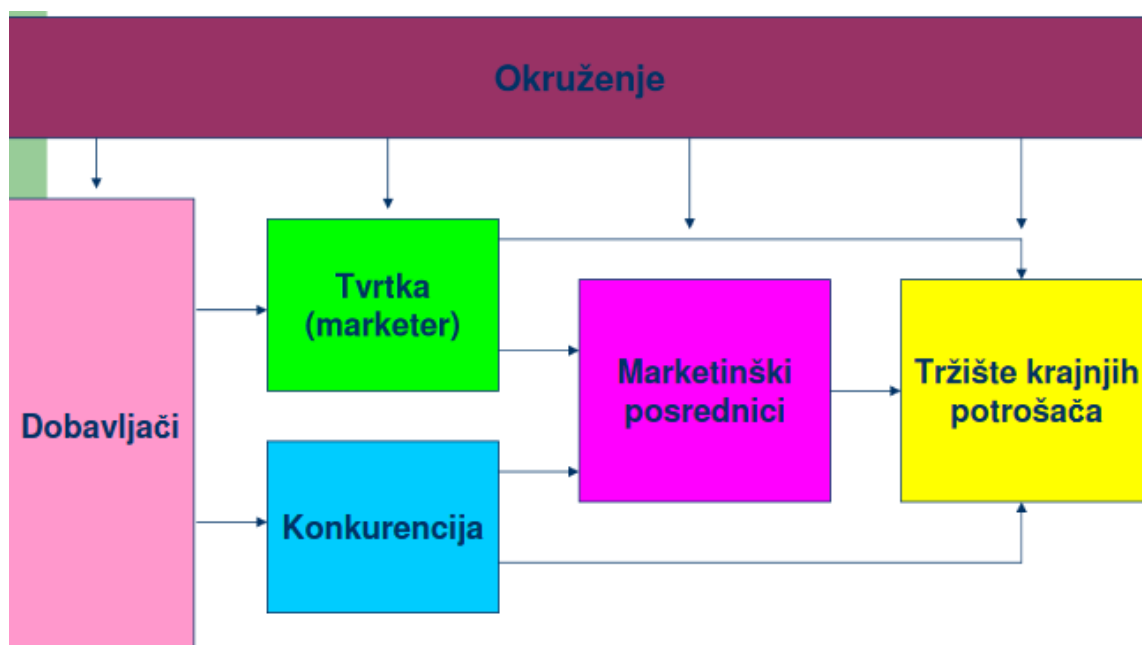 Okruženje
Tvrtka
(marketer)
Dobavljači
Konkurencija
Marketinški
posrednici
Tržište krajnjih
potrošača